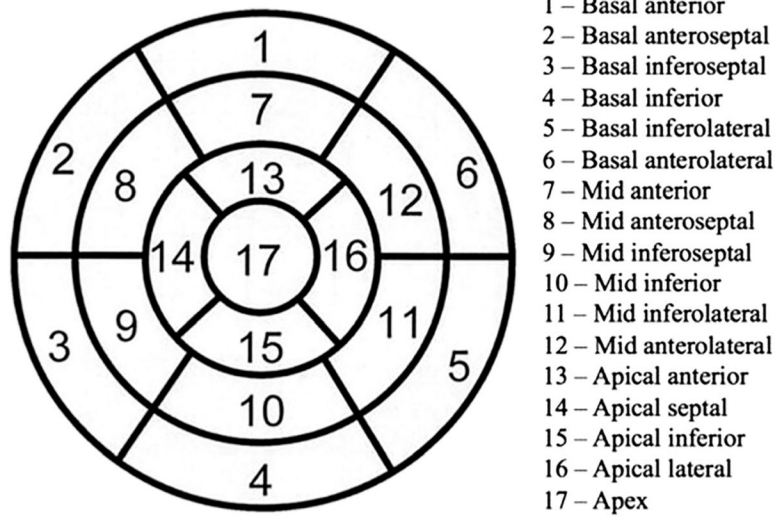 1
7
2
6
8
12
13
14
17
16
9
11
3
15
5
10
4
1 – Basal anterior
2 – Basal anteroseptal
3 – Basal inferoseptal
4 – Basal inferior
5 – Basal inferolateral
6 – Basal anterolateral
7 – Mid anterior
8 – Mid anteroseptal
9 – Mid inferoseptal
10 – Mid inferior
11 – Mid inferolateral
12 – Mid anterolateral
13 – Apical anterior
14 – Apical septal
15 – Apical inferior
16 – Apical lateral
17 – Apex